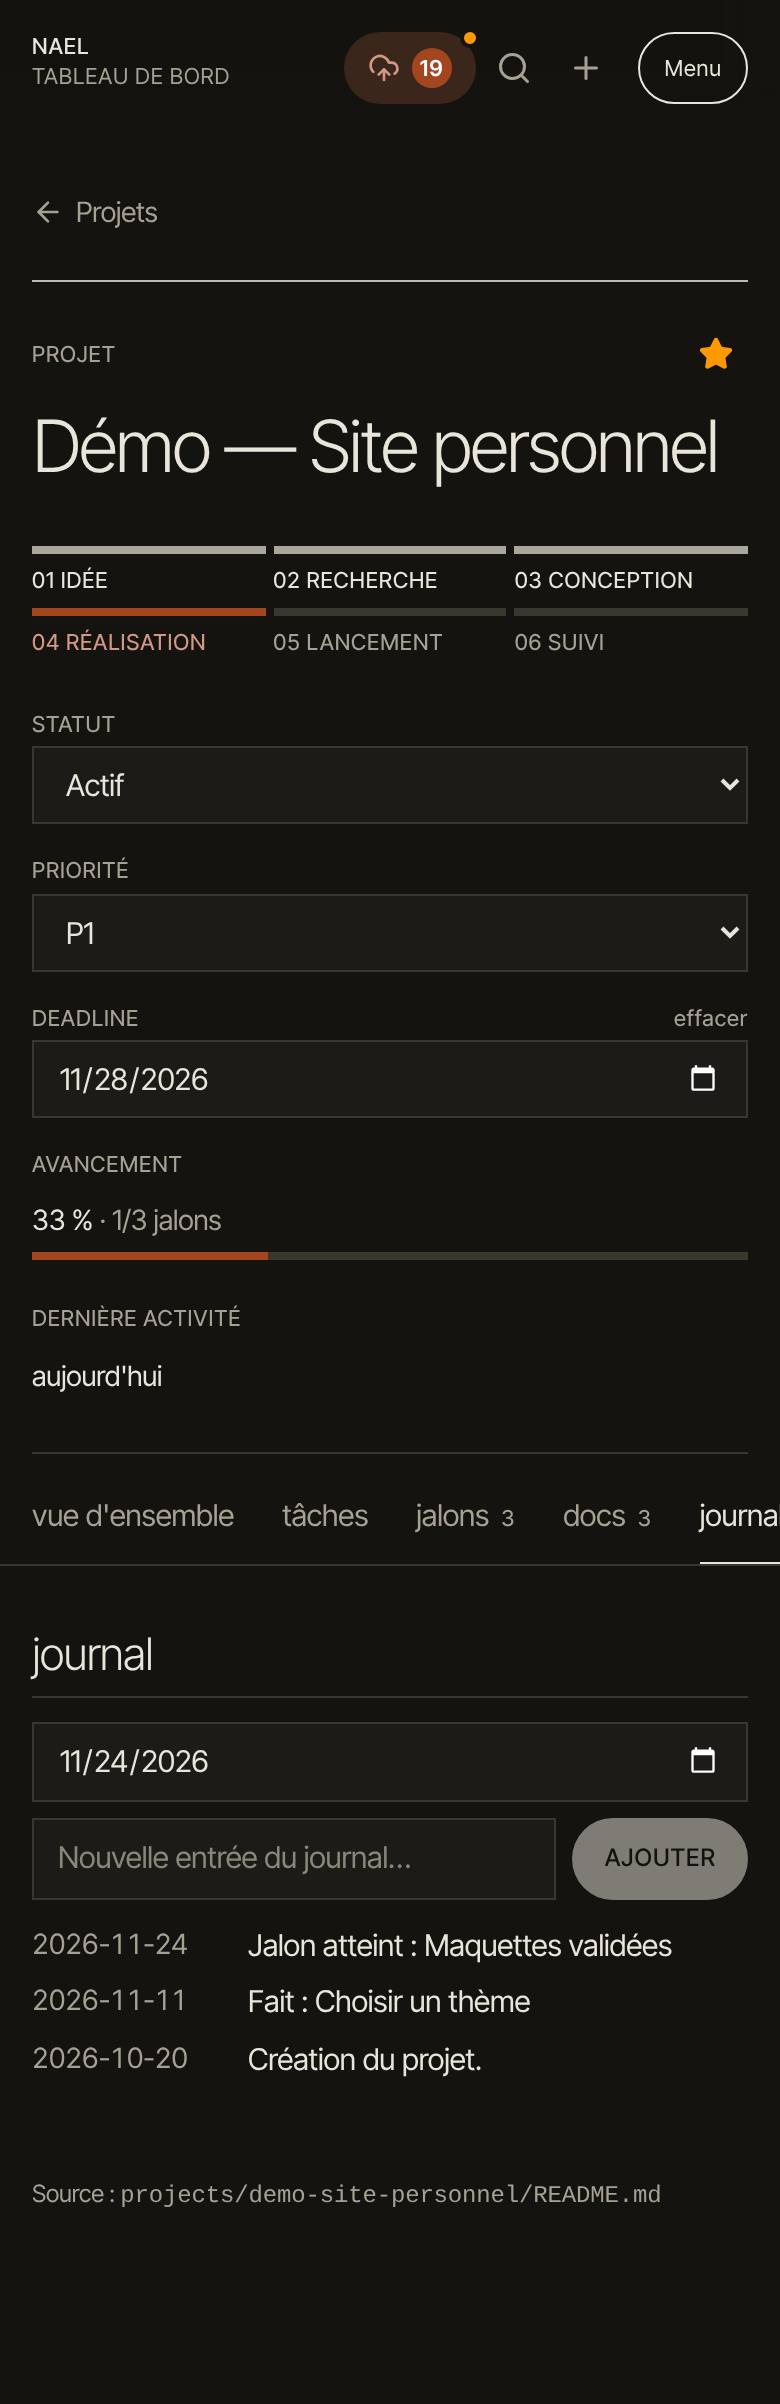 NAEL
TABLEAU DE BORD
19
Menu
← Projets
PROJET
Démo — Site personnel
01 IDÉE
02 RECHERCHE
03 CONCEPTION
04 RÉALISATION
05 LANCEMENT
06 SUIVI
STATUT
Actif
PRIORITÉ
P1
DEADLINE
effacer
11/28/2026
AVANCEMENT
33 % · 1/3 jalons
DERNIÈRE ACTIVITÉ
aujourd'hui
vue d'ensemble tâches jalons 3 docs 3 journal
journal
11/24/2026
Nouvelle entrée du journal...
AJOUTER
2026-11-24 Jalon atteint : Maquettes validées
2026-11-11 Fait : Choisir un thème
2026-10-20 Création du projet.
Source : projects/demo-site-personnel/README.md